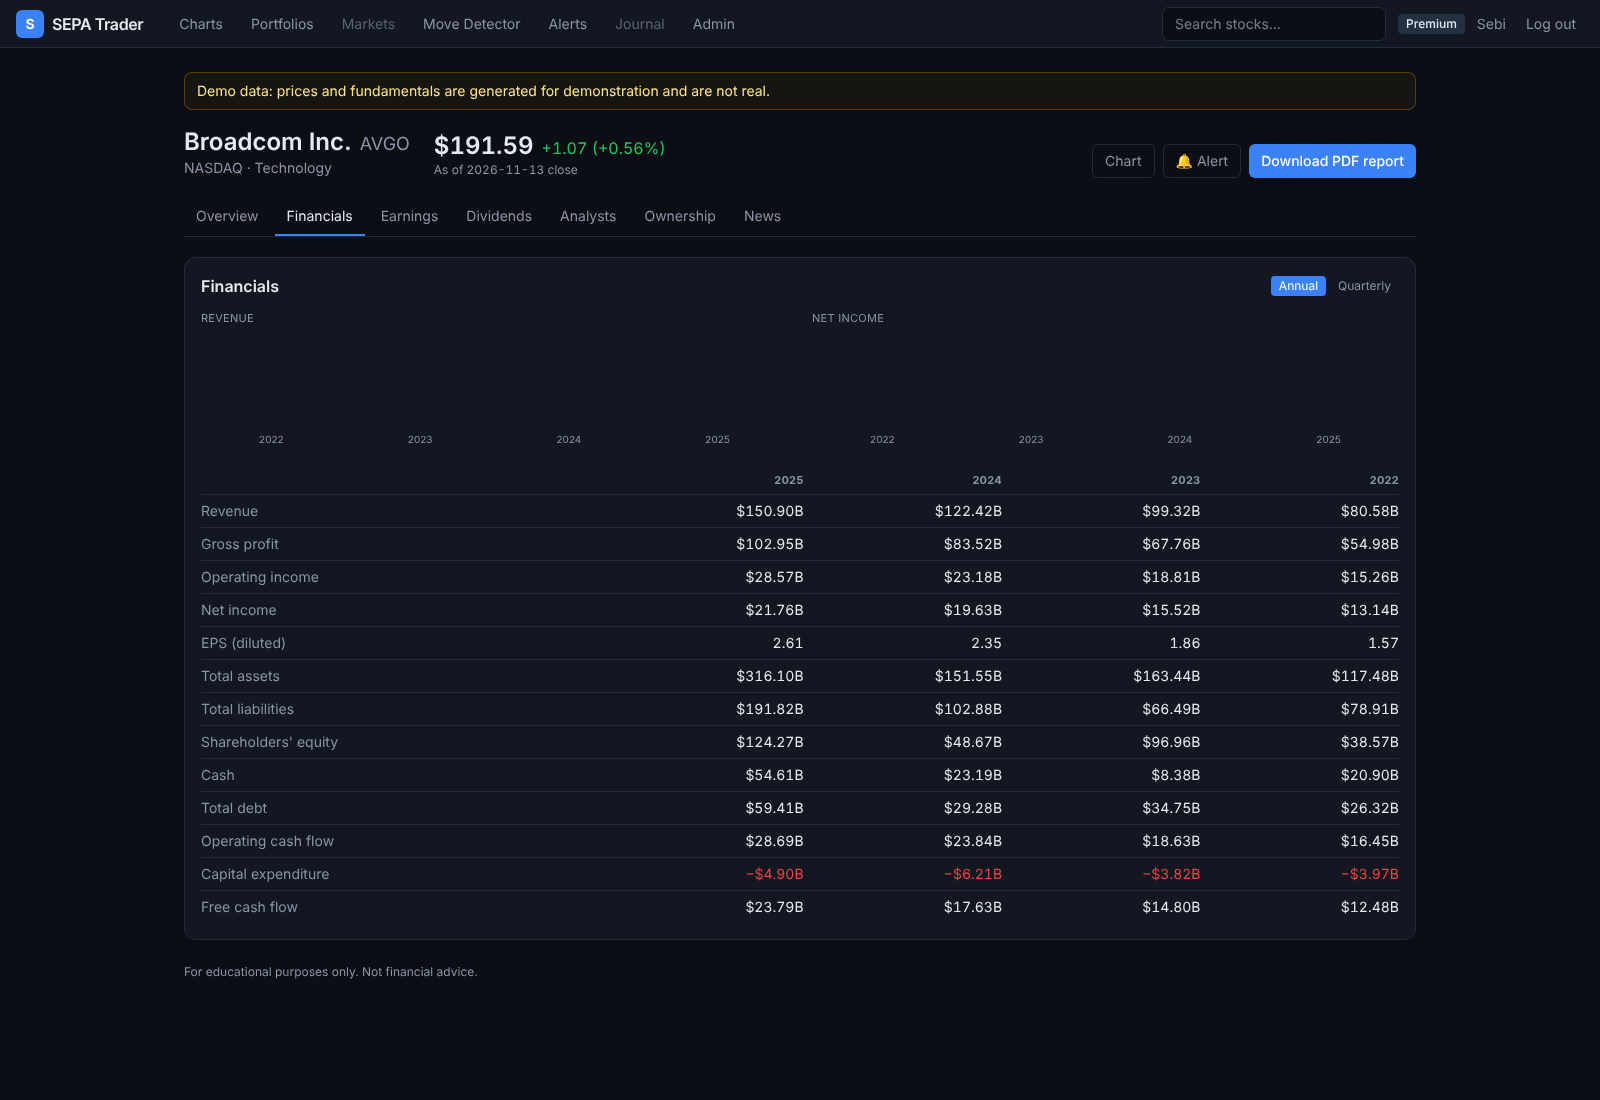 S SEPA Trader Charts Portfolios Markets Move Detector Alerts Journal Admin Search stocks... Premium Sebi Log out
Demo data: prices and fundamentals are generated for demonstration and are not real.
Broadcom Inc. AVGO $191.59 +1.07 (+0.56%)
NASDAQ · Technology As of 2026-11-13 close
Chart 🔔 Alert Download PDF report
Overview Financials Earnings Dividends Analysts Ownership News
Financials Annual Quarterly
REVENUE NET INCOME
2022 2023 2024 2025 2022 2023 2024 2025
2025 2024 2023 2022
Revenue $150.90B $122.42B $99.32B $80.58B
Gross profit $102.95B $83.52B $67.76B $54.98B
Operating income $28.57B $23.18B $18.81B $15.26B
Net income $21.76B $19.63B $15.52B $13.14B
EPS (diluted) 2.61 2.35 1.86 1.57
Total assets $316.10B $151.55B $163.44B $117.48B
Total liabilities $191.82B $102.88B $66.49B $78.91B
Shareholders' equity $124.27B $48.67B $96.96B $38.57B
Cash $54.61B $23.19B $8.38B $20.90B
Total debt $59.41B $29.28B $34.75B $26.32B
Operating cash flow $28.69B $23.84B $18.63B $16.45B
Capital expenditure −$4.90B −$6.21B −$3.82B −$3.97B
Free cash flow $23.79B $17.63B $14.80B $12.48B
For educational purposes only. Not financial advice.